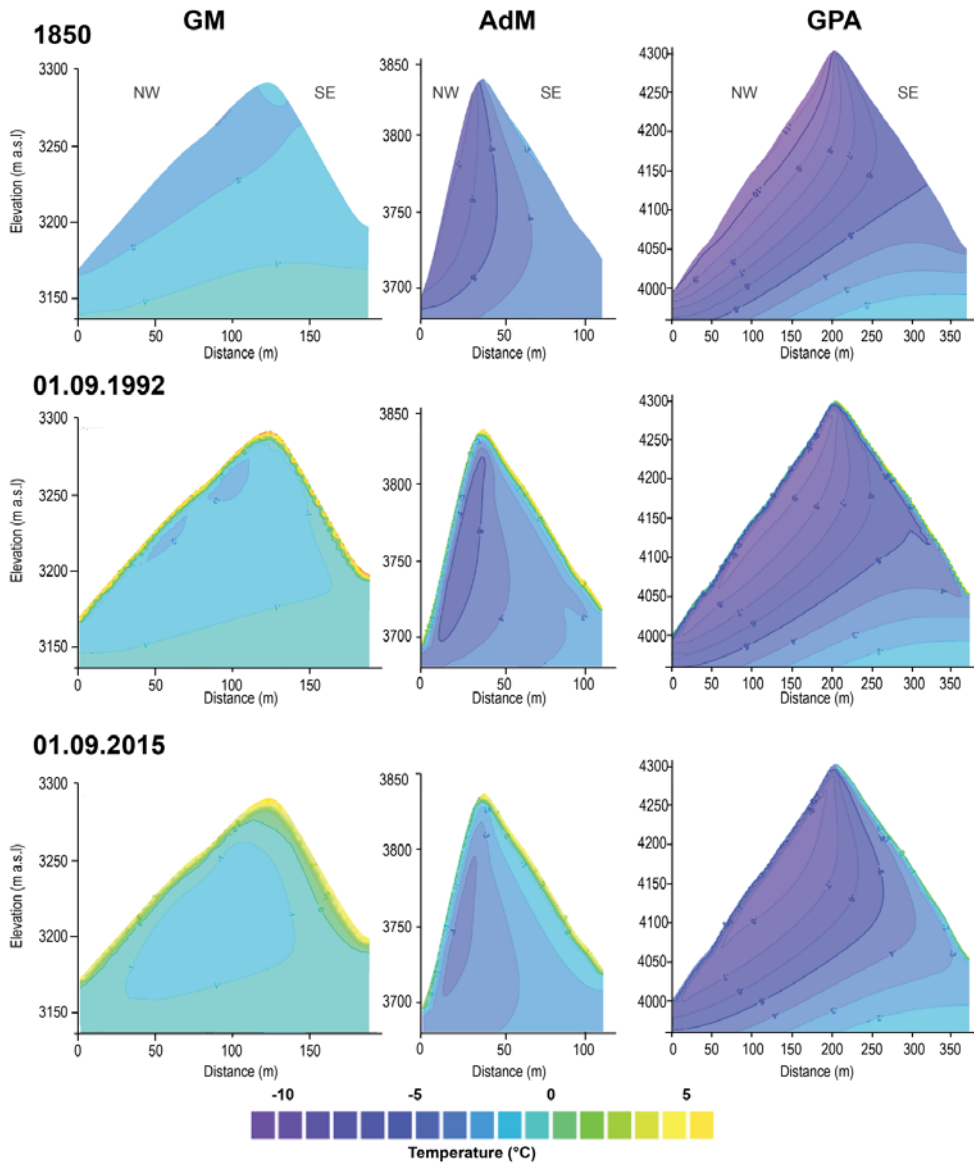 GM AdM GPA
1850
NW SE
NW SE
NW SE
Elevation (m a.s.l)
3300
3250
3200
3150
0 50 100 150
Distance (m)
3850
3800
3750
3700
0 50 100
Distance (m)
4300
4250
4200
4150
4100
4050
4000
0 50 100 150 200 250 300 350
Distance (m)
01.09.1992
Elevation (m a.s.l)
3300
3250
3200
3150
0 50 100 150
Distance (m)
3850
3800
3750
3700
0 50 100
Distance (m)
4300
4250
4200
4150
4100
4050
4000
0 50 100 150 200 250 300 350
Distance (m)
01.09.2015
Elevation (m a.s.l)
3300
3250
3200
3150
0 50 100 150
Distance (m)
3850
3800
3750
3700
0 50 100
Distance (m)
4300
4250
4200
4150
4100
4050
4000
0 50 100 150 200 250 300 350
Distance (m)
-10 -5 0 5
Temperature (°C)